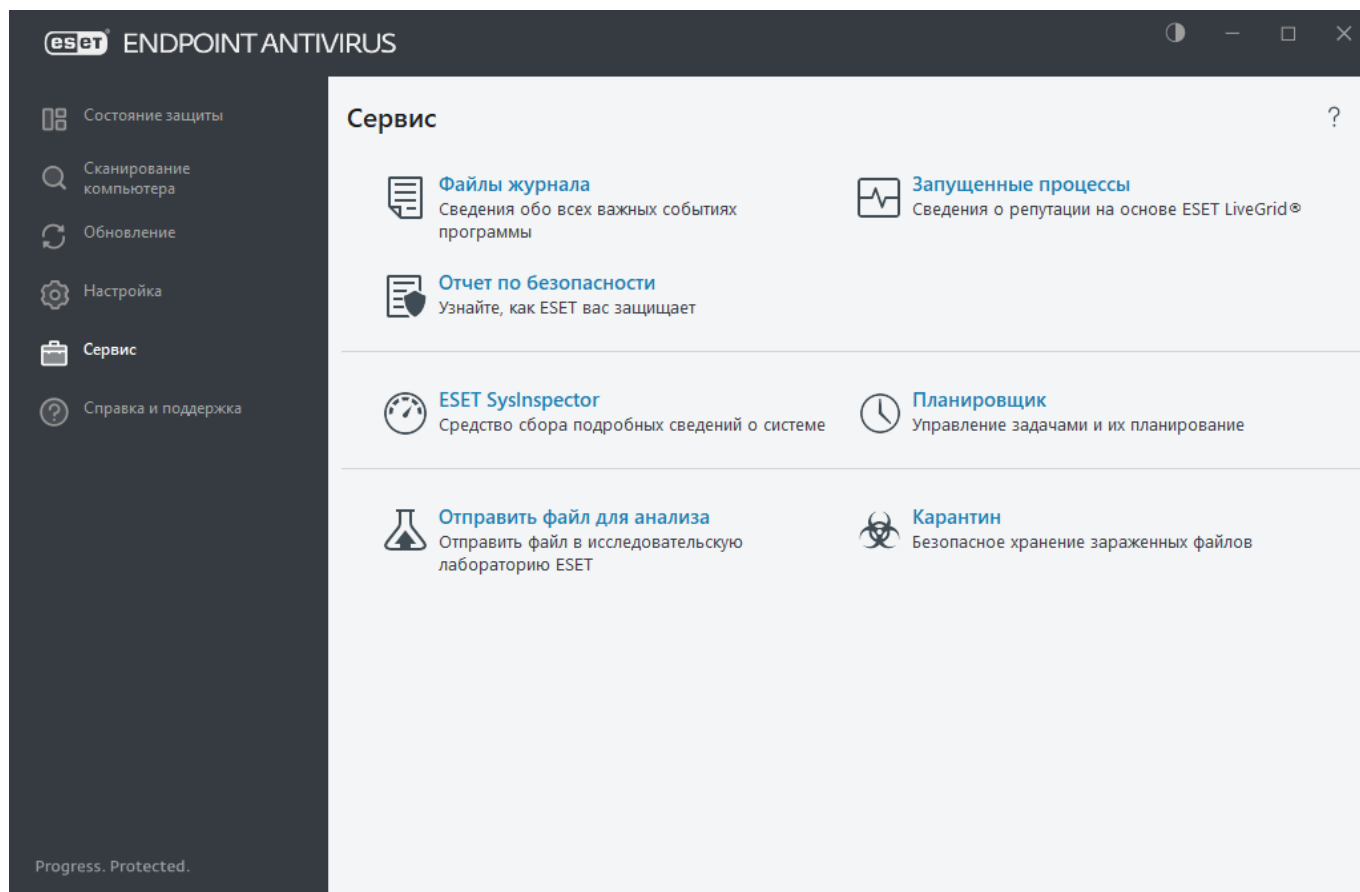 eset ENDPOINT ANTIVIRUS
Состояние защиты
Сканирование
компьютера
Обновление
Настройка
Сервис
Справка и поддержка
Progress. Protected.
Сервис
?
Файлы журнала
Сведения обо всех важных событиях
программы
Запущенные процессы
Сведения о репутации на основе ESET LiveGrid®
Отчет по безопасности
Узнайте, как ESET вас защищает
ESET SysInspector
Средство сбора подробных сведений о системе
Планировщик
Управление задачами и их планирование
Отправить файл для анализа
Отправить файл в исследовательскую
лабораторию ESET
Карантин
Безопасное хранение зараженных файлов